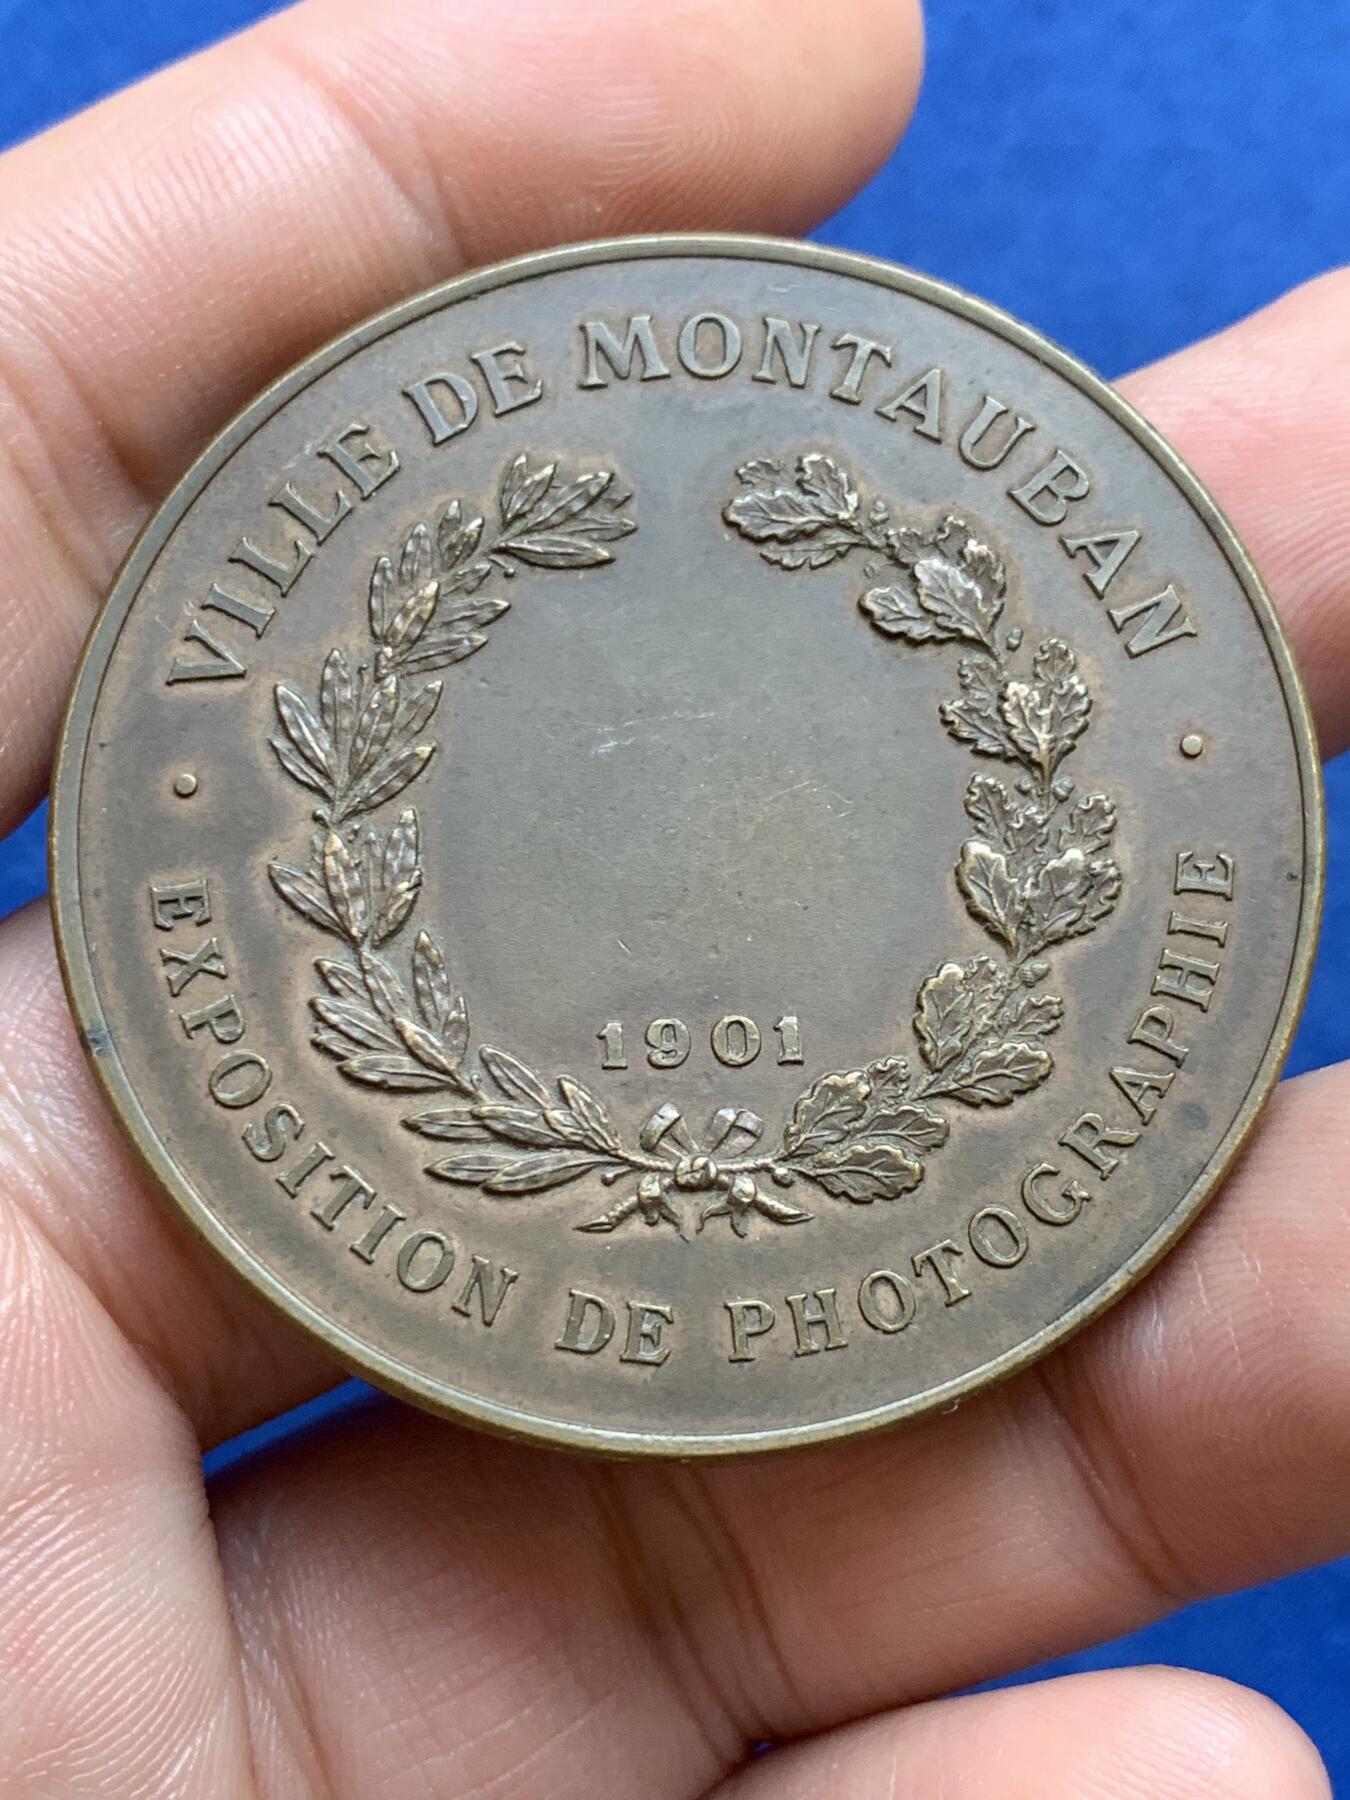 VILLE DE MONTAUBAN
1901
EXPOSITION DE PHOTOGRAPHIE